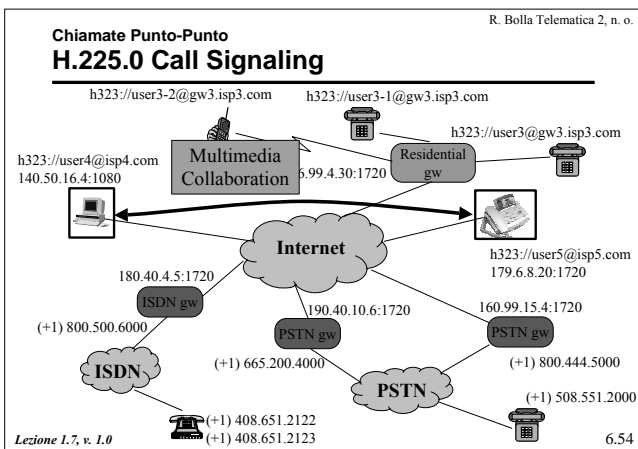 R. Bolla Telematica 2, n. o.
Chiamate Punto-Punto
H.225.0 Call Signaling
h323://user3-2@gw3.isp3.com
h323://user3-1@gw3.isp3.com
h323://user3@gw3.isp3.com
h323://user4@isp4.com
140.50.16.4:1080
Multimedia
Collaboration
6.99.4.30:1720
Residential
gw
Internet
h323://user5@isp5.com
179.6.8.20:1720
180.40.4.5:1720
ISDN gw
190.40.10.6:1720
160.99.15.4:1720
(+1) 800.500.6000
PSTN gw
PSTN gw
(+1) 665.200.4000
(+1) 800.444.5000
ISDN
PSTN
(+1) 508.551.2000
(+1) 408.651.2122
(+1) 408.651.2123
Lezione 1.7, v. 1.0
6.54